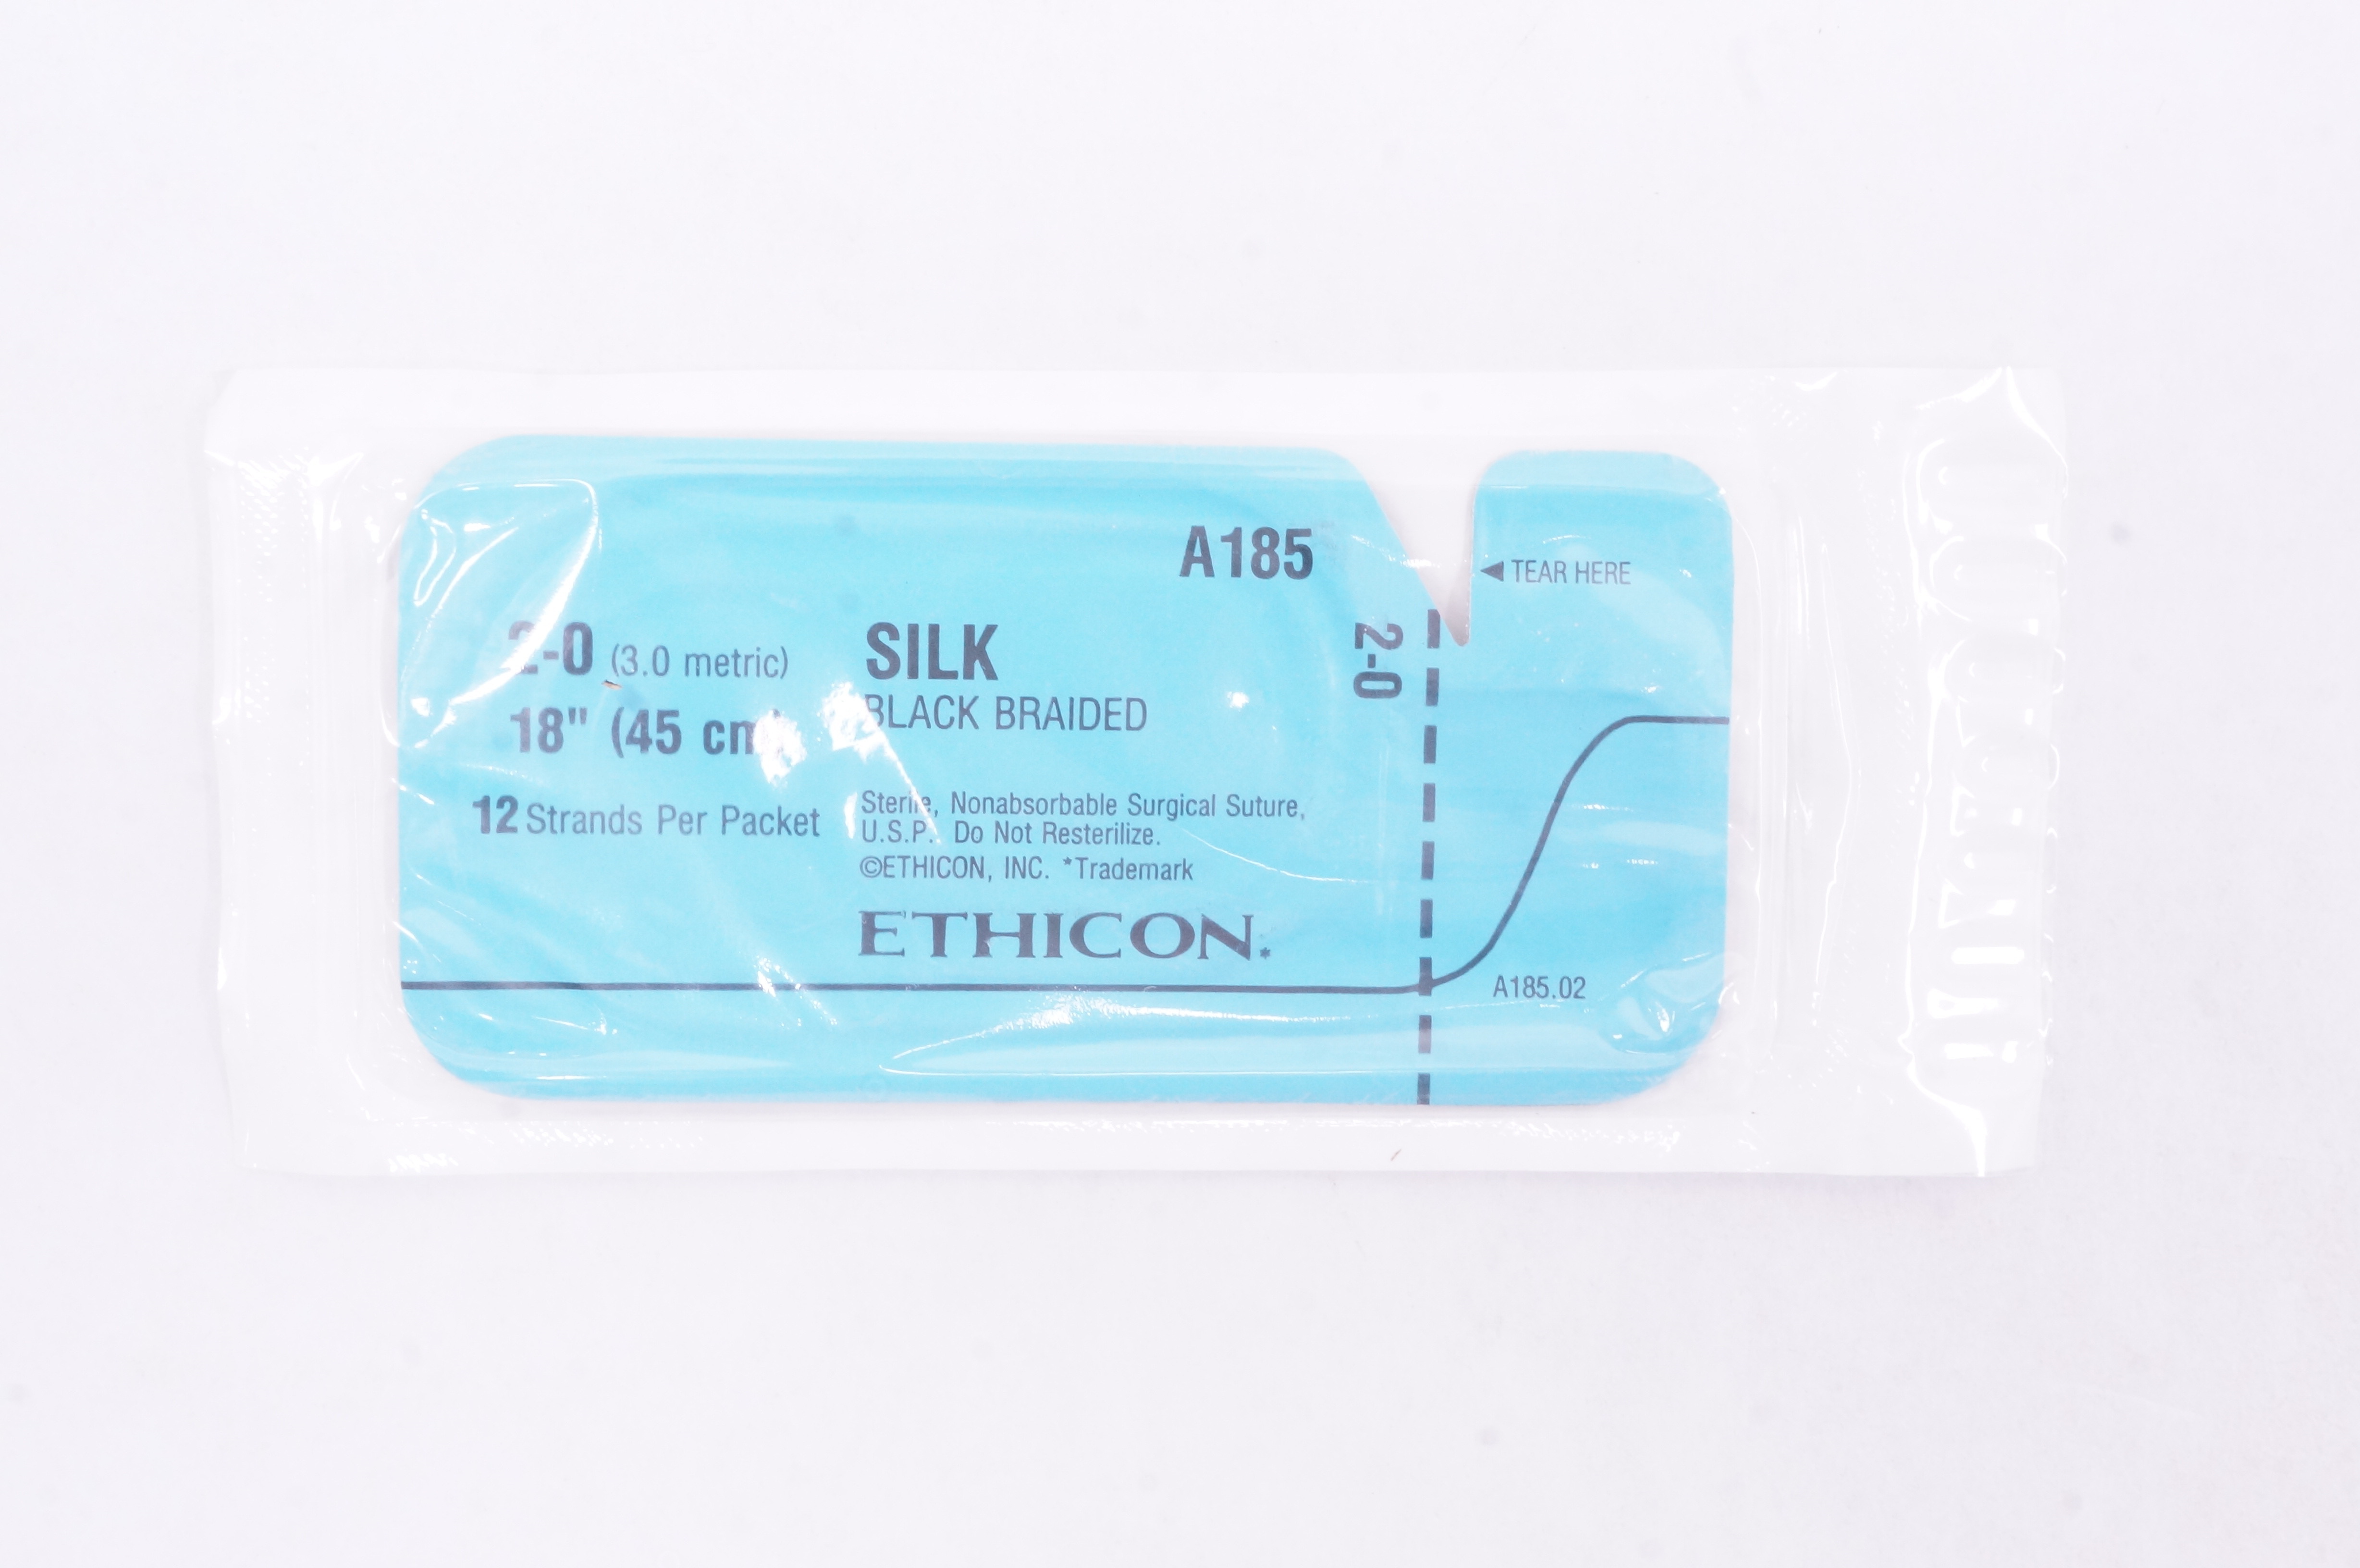 A185
◄ TEAR HERE
2-0 (3.0 metric)
SILK
2-0
18" (45 cm)
BLACK BRAIDED
12 Strands Per Packet
Sterile, Nonabsorbable Surgical Suture,
U.S.P. Do Not Resterilize.
©ETHICON, INC. *Trademark
ETHICON.*
A185.02